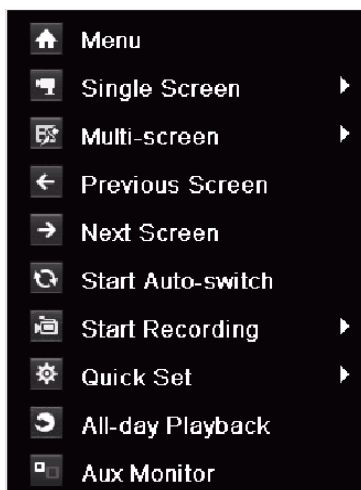 Menu
Single Screen
Multi-screen
Previous Screen
Next Screen
Start Auto-switch
Start Recording
Quick Set
All-day Playback
Aux Monitor